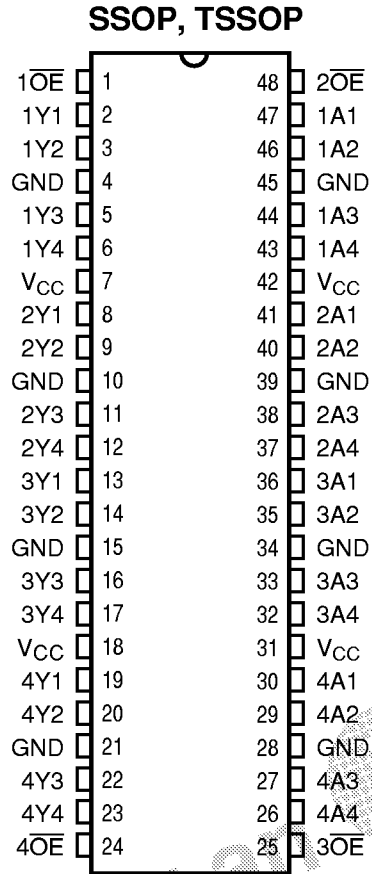 SSOP, TSSOP
1O̅E̅ 1 48 2O̅E̅
1Y1 2 47 1A1
1Y2 3 46 1A2
GND 4 45 GND
1Y3 5 44 1A3
1Y4 6 43 1A4
VCC 7 42 VCC
2Y1 8 41 2A1
2Y2 9 40 2A2
GND 10 39 GND
2Y3 11 38 2A3
2Y4 12 37 2A4
3Y1 13 36 3A1
3Y2 14 35 3A2
GND 15 34 GND
3Y3 16 33 3A3
3Y4 17 32 3A4
VCC 18 31 VCC
4Y1 19 30 4A1
4Y2 20 29 4A2
GND 21 28 GND
4Y3 22 27 4A3
4Y4 23 26 4A4
4O̅E̅ 24 25 3O̅E̅